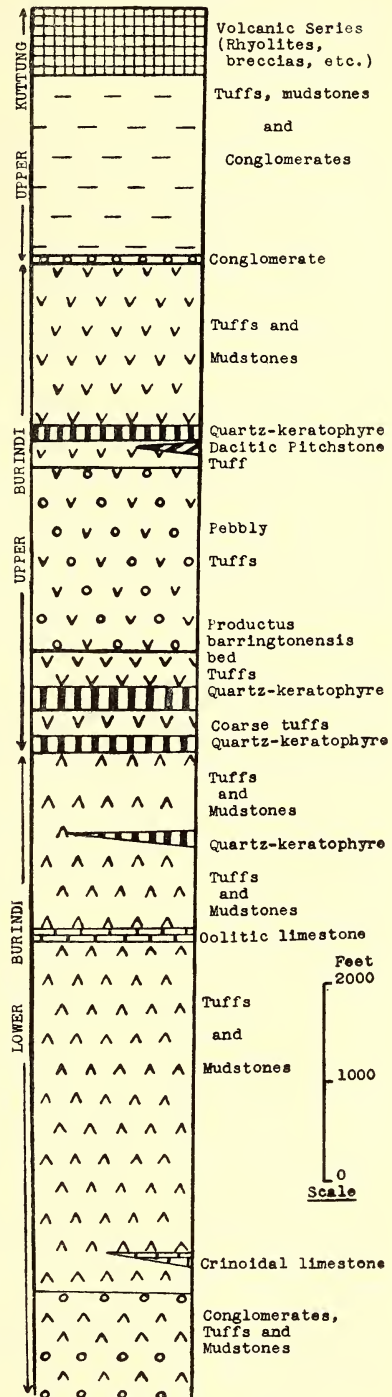 KUTTUNG
UPPER
Volcanic Series
(Rhyolites,
breccias, etc.)
Tuffs, mudstones
and
Conglomerates
Conglomerate
BURINDI
UPPER
Tuffs and
Mudstones
Quartz-keratophyre
Dacitic Pitchstone
Tuff
Pebbly
Tuffs
Productus
barringtonensis
bed
Tuffs
Quartz-keratophyre
Coarse tuffs
Quartz-keratophyre
BURINDI
LOWER
Tuffs
and
Mudstones
Quartz-keratophyre
Tuffs
and
Mudstones
Oolitic limestone
Tuffs
and
Mudstones
Feet
2000
1000
0
Scale
Crinoidal limestone
Conglomerates,
Tuffs and
Mudstones